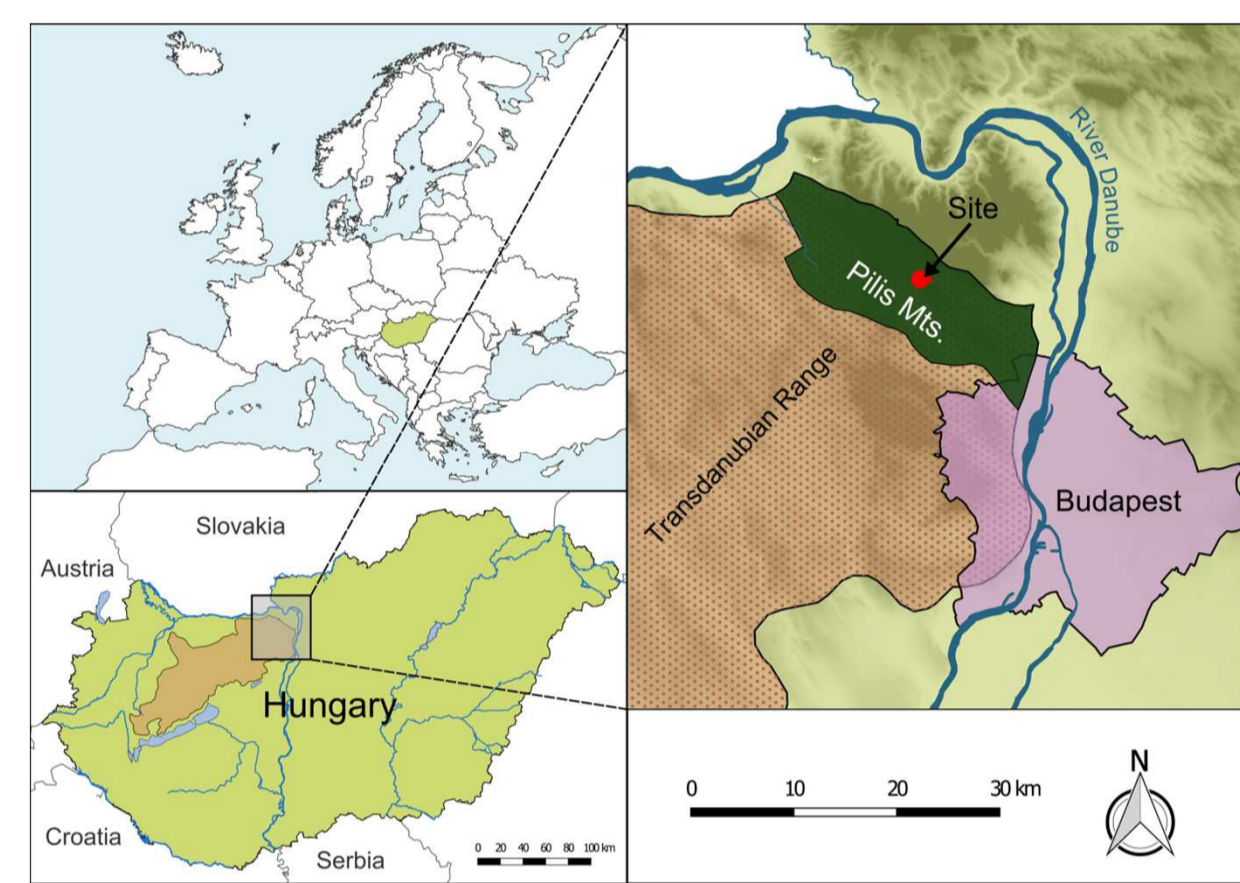 River Danube
Site
Pilis Mts.
Transdanubian Range
Budapest
Slovakia
Austria
Hungary
Croatia
Serbia
0 20 40 60 80 100 km
0 10 20 30 km
N